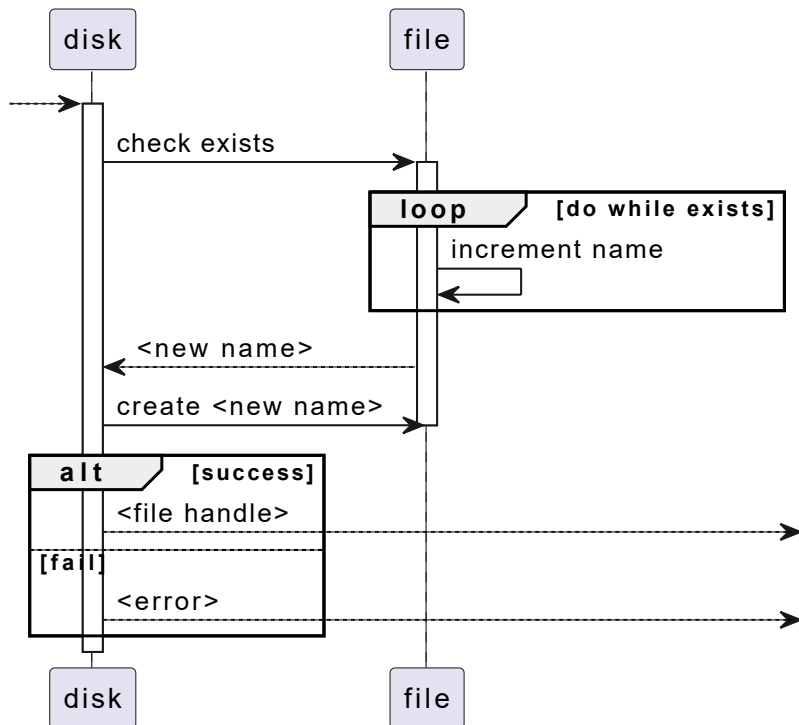 disk file
check exists
loop [do while exists]
increment name
<new name>
create <new name>
alt [success]
<file handle>
[fail]
<error>
disk file